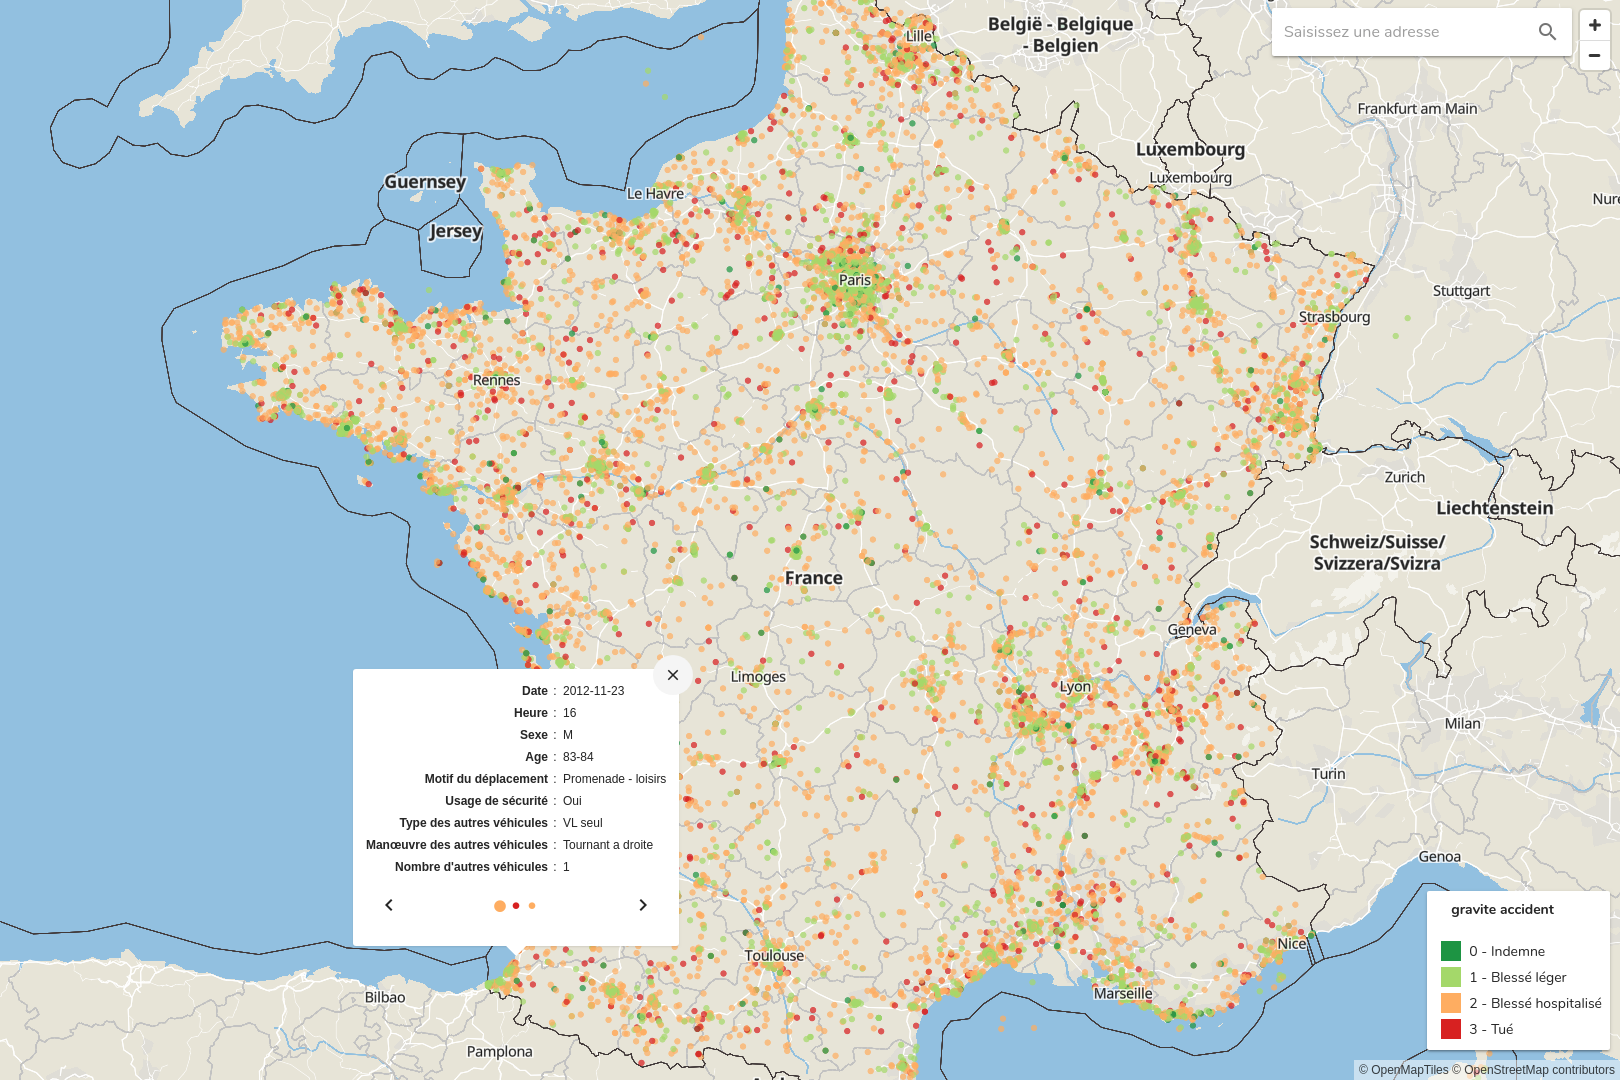 België - Belgique
- Belgien
Lille
Saisissez une adresse
+
−
Frankfurt am Main
Luxembourg
Luxembourg
Guernsey
Le Havre
Nure
Jersey
Paris
Stuttgart
Strasbourg
Rennes
Zurich
Liechtenstein
Schweiz/Suisse/
Svizzera/Svizra
France
Geneva
Limoges
Lyon
Milan
Turin
Genoa
×
Date : 2012-11-23
Heure : 16
Sexe : M
Age : 83-84
Motif du déplacement : Promenade - loisirs
Usage de sécurité : Oui
Type des autres véhicules : VL seul
Manœuvre des autres véhicules : Tournant a droite
Nombre d'autres véhicules : 1
Toulouse
Nice
Marseille
Bilbao
Pamplona
gravite accident
0 - Indemne
1 - Blessé léger
2 - Blessé hospitalisé
3 - Tué
© OpenMapTiles © OpenStreetMap contributors